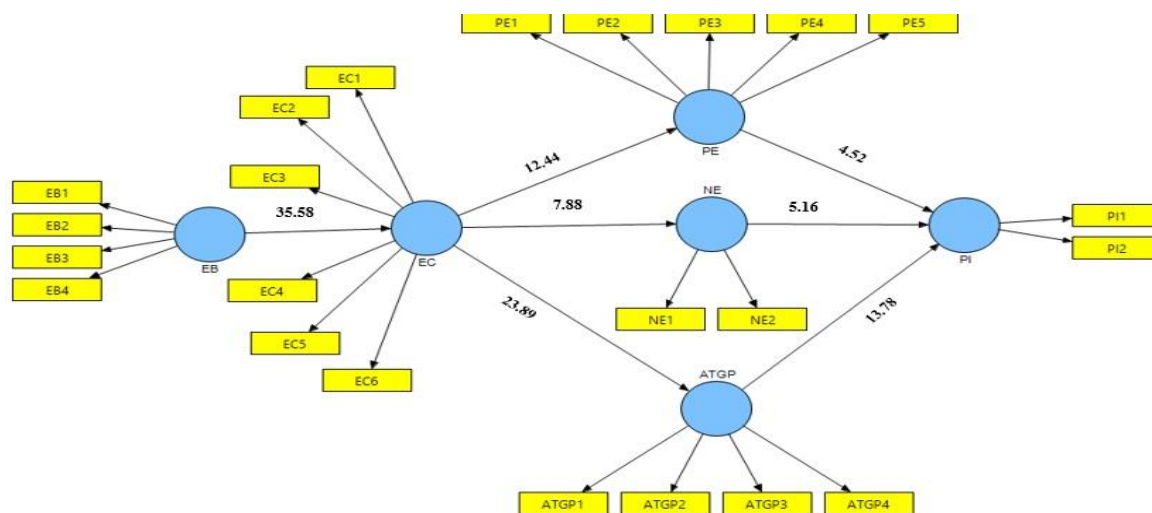 PE1 PE2 PE3 PE4 PE5
EC1
EC2
PE
12.44
4.52
EC3
EB1
EB2
EB3
EB4
35.58
7.88
NE
5.16
EB
EC
PI
PI1
PI2
EC4
EC5
EC6
23.89
NE1 NE2
13.78
ATGP
ATGP1 ATGP2 ATGP3 ATGP4